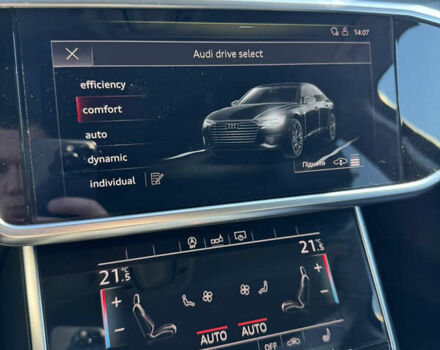 14:07
Audi drive select
efficiency
comfort
auto
dynamic
individual
Підняти
21.5 °C
21.5 °C
AUTO AUTO
OFF